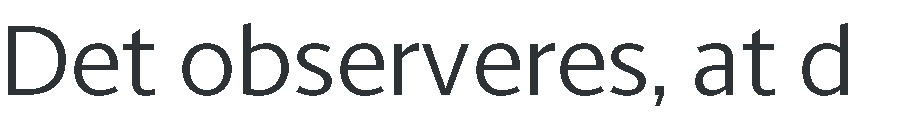 Det observeres, at d